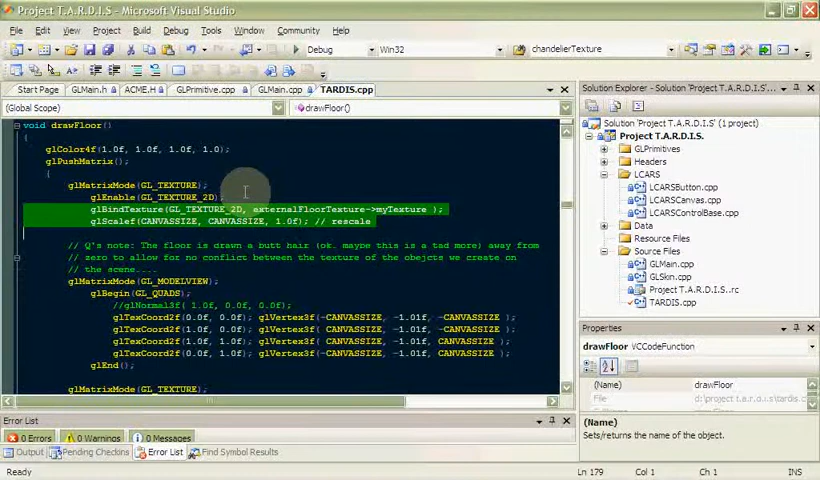 Project T.A.R.D.I.S - Microsoft Visual Studio
File Edit View Project Build Debug Tools Window Community Help
Debug Win32 chandelierTexture
Start Page GLMain.h ACME.H GLPrimitive.cpp GLMain.cpp TARDIS.cpp
(Global Scope) drawFloor()
void drawFloor()
{
glColor4f(1.0f, 1.0f, 1.0f, 1.0);
glPushMatrix();
{
glMatrixMode(GL_TEXTURE);
glEnable(GL_TEXTURE_2D);
glBindTexture(GL_TEXTURE_2D, externalFloorTexture->myTexture );
glScalef(CANVASSIZE, CANVASSIZE, 1.0f); // rescale
// Q's note: The floor is drawn a butt hair (ok. maybe this is a tad more) away from
// zero to allow for no conflict between the texture of the obejcts we create on
// the scene....
glMatrixMode(GL_MODELVIEW);
glBegin(GL_QUADS);
//glNormal3f( 1.0f, 0.0f, 0.0f);
glTexCoord2f(0.0f, 0.0f); glVertex3f(-CANVASSIZE, -1.01f, -CANVASSIZE );
glTexCoord2f(0.0f, 1.0f); glVertex3f(-CANVASSIZE, -1.01f, CANVASSIZE );
glTexCoord2f(1.0f, 1.0f); glVertex3f( CANVASSIZE, -1.01f, CANVASSIZE );
glTexCoord2f(1.0f, 0.0f); glVertex3f( CANVASSIZE, -1.01f, -CANVASSIZE );
glEnd();
glMatrixMode(GL_TEXTURE);
Solution Explorer - Project T.A.R.D.I.S'...
Solution 'Project T.A.R.D.I.S' (1 project)
Project T.A.R.D.I.S.
GLPrimitives
Headers
LCARS
LCARSButton.cpp
LCARSCanvas.cpp
LCARSControlBase.cpp
Data
Resource Files
Source Files
GLMain.cpp
GLSkin.cpp
Project T.A.R.D.I.S..rc
TARDIS.cpp
Properties
drawFloor VCCodeFunction
(Name) drawFloor
File d:\project t.a.r.d.i.s\tardis.cpp
(Name)
Sets/returns the name of the object.
Error List
0 Errors 0 Warnings 0 Messages
Output Pending Checkins Error List Find Symbol Results
Ready Ln 179 Col 1 Ch 1